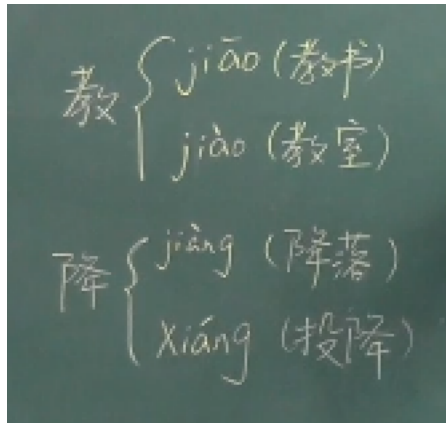 教 { jiāo (教书)
jiào (教室)
降 { jiàng (降落)
xiáng (投降)